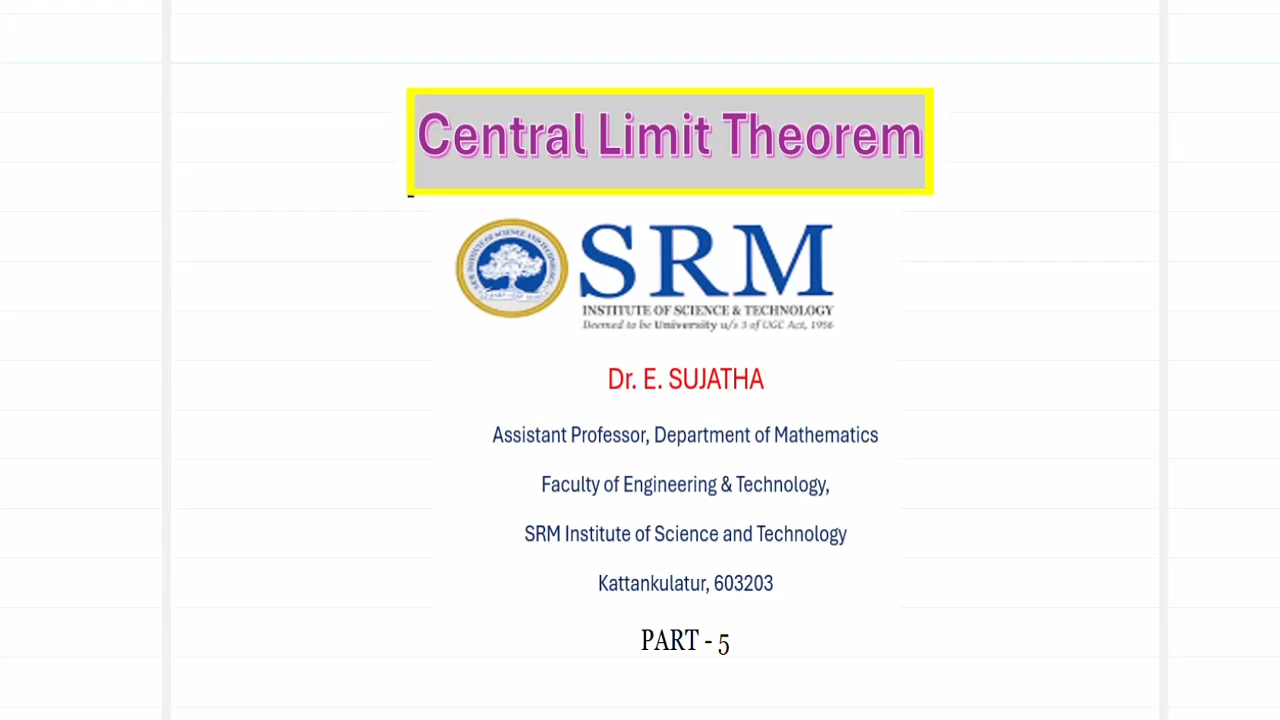 Central Limit Theorem
SRM
INSTITUTE OF SCIENCE & TECHNOLOGY
Deemed to be University u/s 3 of UGC Act, 1956
Dr. E. SUJATHA
Assistant Professor, Department of Mathematics
Faculty of Engineering & Technology,
SRM Institute of Science and Technology
Kattankulatur, 603203
PART - 5